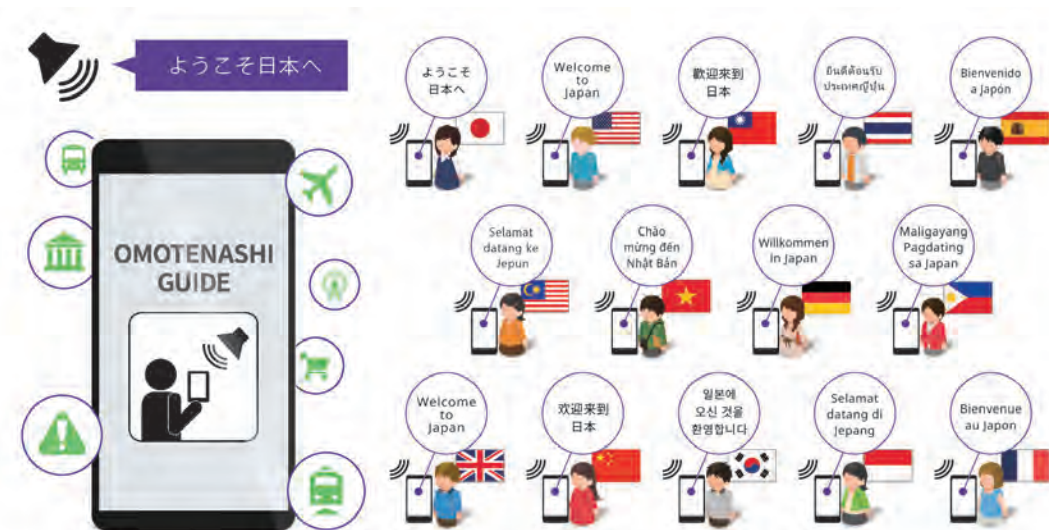 ようこそ日本へ
OMOTENASHI
GUIDE
ようこそ
日本へ
Welcome
to
Japan
歡迎來到
日本
ยินดีต้อนรับ
ประเทศญี่ปุ่น
Bienvenido
a Japón
Selamat
datang ke
Jepun
Chào
mừng đến
Nhật Bản
Willkommen
in Japan
Maligayang
Pagdating
sa Japan
Welcome
to
Japan
欢迎来到
日本
일본에
오신 것을
환영합니다
Selamat
datang di
Jepang
Bienvenue
au Japon